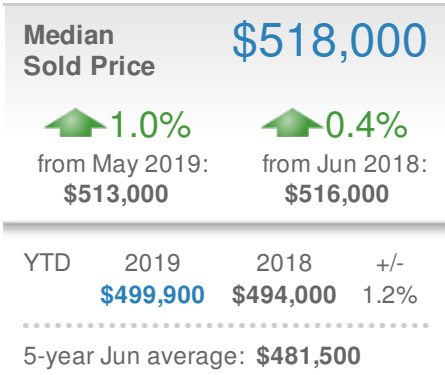 Median $518,000
Sold Price
1.0% 0.4%
from May 2019: from Jun 2018:
$513,000 $516,000
YTD 2019 2018 +/-
$499,900 $494,000 1.2%
5-year Jun average: $481,500